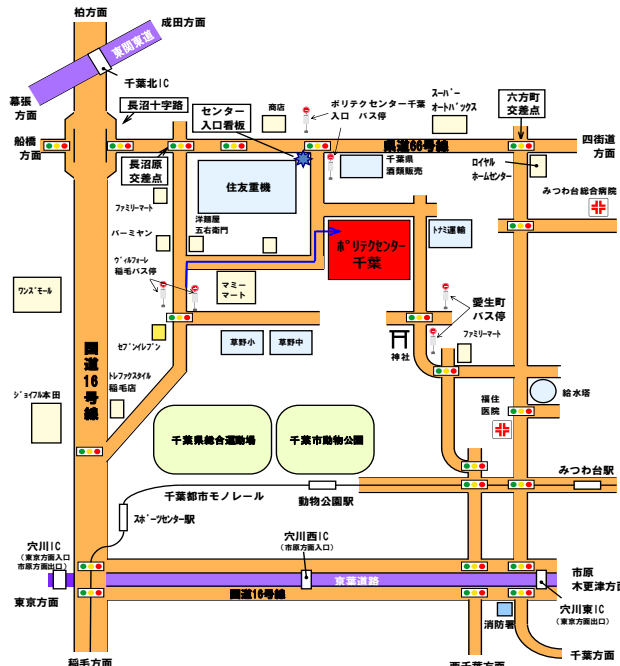 柏方面
成田方面
東関東道
千葉北IC
幕張
方面
長沼十字路
センター
入口看板
商店
ポリテクセンター千葉
入口　バス停
スーパー
オートバックス
六方町
交差点
船橋
方面
県道66号線
四街道
方面
長沼原
交差点
住友重機
千葉県
酒類販売
ロイヤル
ホームセンター
みつわ台総合病院
ファミリーマート
洋麺屋
五右衛門
バーミヤン
ポリテクセンター
千葉
トナミ運輸
ヴィルフォーレ
稲毛バス停
マミー
マート
ワンズモール
愛生町
バス停
セブンイレブン
草野小
草野中
神社
ファミリーマート
国道16号線
トレファクスタイル
稲毛店
ジョイフル本田
福住
医院
給水塔
千葉県総合運動場
千葉市動物公園
みつわ台駅
千葉都市モノレール
動物公園駅
スポーツセンター駅
穴川IC
（東京方面入口
市原方面出口）
穴川西IC
（市原方面入口）
京葉道路
市原
木更津方面
東京方面
国道16号線
穴川東IC
（東京方面出口）
消防署
稲毛方面
西千葉方面
千葉方面